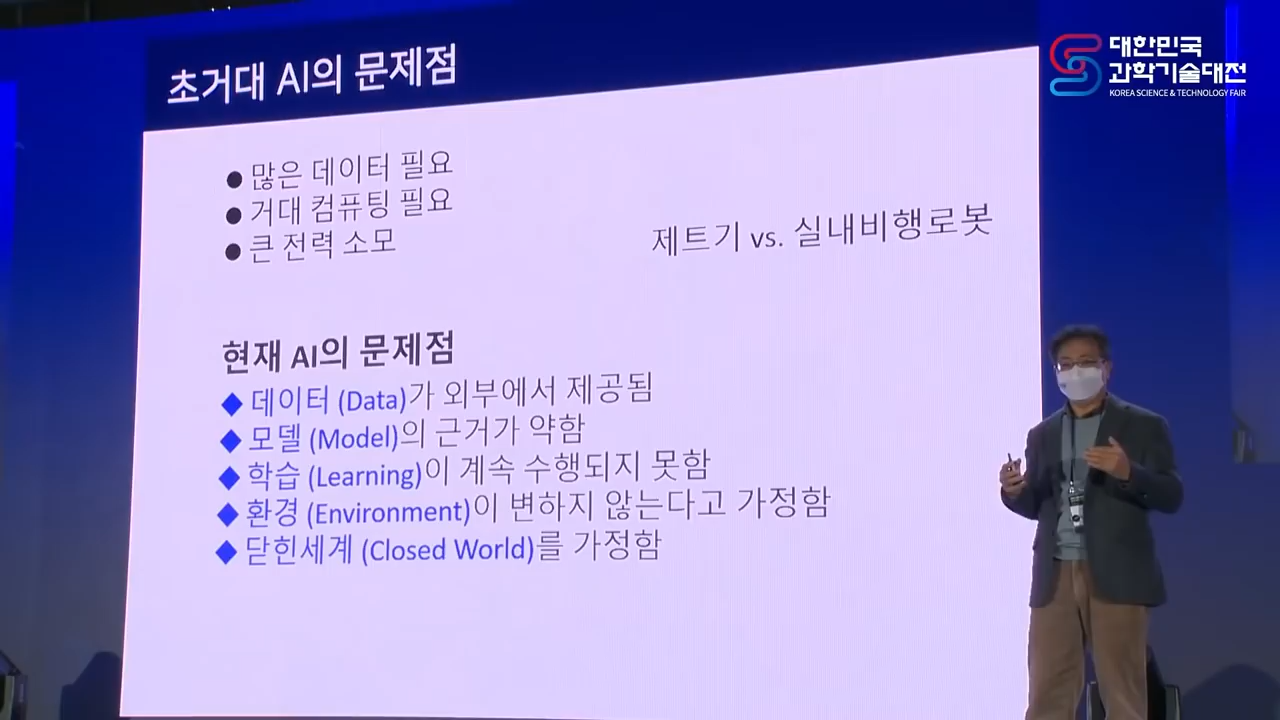 초거대 AI의 문제점
대한민국
과학기술대전
KOREA SCIENCE & TECHNOLOGY FAIR
● 많은 데이터 필요
● 거대 컴퓨팅 필요
● 큰 전력 소모
제트기 vs. 실내비행로봇
현재 AI의 문제점
◆ 데이터 (Data)가 외부에서 제공됨
◆ 모델 (Model)의 근거가 약함
◆ 학습 (Learning)이 계속 수행되지 못함
◆ 환경 (Environment)이 변하지 않는다고 가정함
◆ 닫힌세계 (Closed World)를 가정함